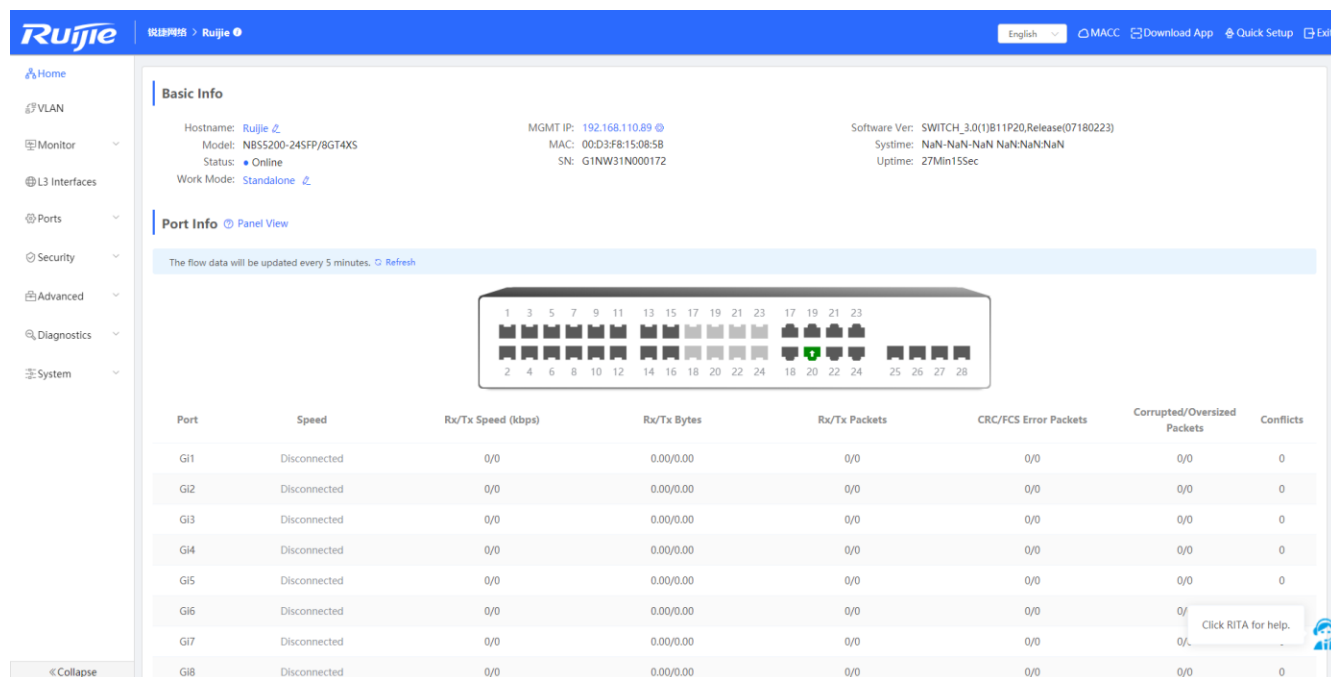 Ruijie 锐捷网络 > Ruijie English MACC Download App Quick Setup Exit
Home
VLAN
Monitor
L3 Interfaces
Ports
Security
Advanced
Diagnostics
System
«Collapse
Basic Info
Hostname: Ruijie MGMT IP: 192.168.110.89 Software Ver: SWITCH_3.0(1)B11P20,Release(07180223)
Model: NBS5200-24SFP/8GT4XS MAC: 00:D3:F8:15:08:5B Systime: NaN-NaN-NaN NaN:NaN:NaN
Status: Online SN: G1NW31N000172 Uptime: 27Min15Sec
Work Mode: Standalone
Port Info Panel View
The flow data will be updated every 5 minutes. Refresh
1 3 5 7 9 11 13 15 17 19 21 23 17 19 21 23
2 4 6 8 10 12 14 16 18 20 22 24 18 20 22 24 25 26 27 28
Port Speed Rx/Tx Speed (kbps) Rx/Tx Bytes Rx/Tx Packets CRC/FCS Error Packets Corrupted/Oversized Packets Conflicts
Gi1 Disconnected 0/0 0.00/0.00 0/0 0/0 0/0 0
Gi2 Disconnected 0/0 0.00/0.00 0/0 0/0 0/0 0
Gi3 Disconnected 0/0 0.00/0.00 0/0 0/0 0/0 0
Gi4 Disconnected 0/0 0.00/0.00 0/0 0/0 0/0 0
Gi5 Disconnected 0/0 0.00/0.00 0/0 0/0 0/0 0
Gi6 Disconnected 0/0 0.00/0.00 0/0 0/0 0/
Click RITA for help.
Gi7 Disconnected 0/0 0.00/0.00 0/0 0/0 0/
Gi8 Disconnected 0/0 0.00/0.00 0/0 0/0 0/0 0